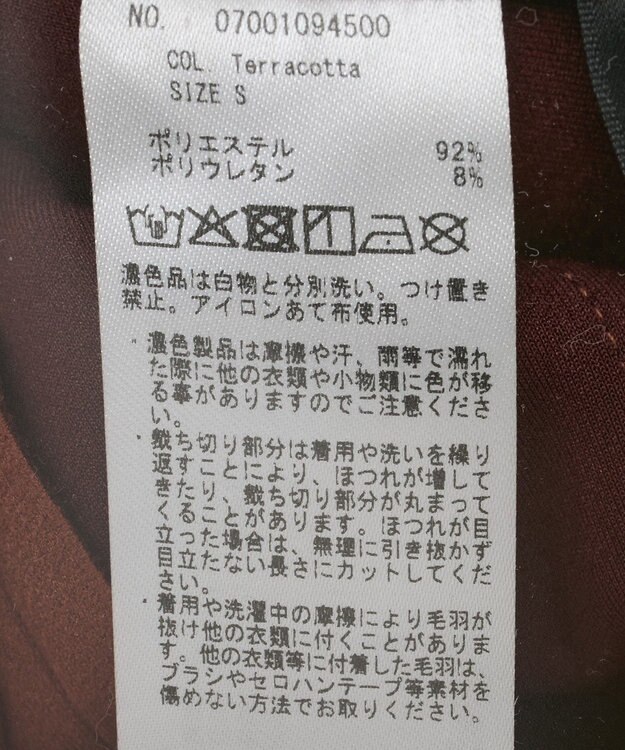 NO. 07001094500
COL. Terracotta
SIZE S
ポリエステル 92%
ポリウレタン 8%
濃色品は白物と分別洗い。つけ置き
禁止。アイロンあて布使用。
・濃色製品は摩擦や汗、雨等で濡れ
た際に他の衣類や小物類に色が移
る事がありますのでご注意くださ
い。
・裁ち切り部分は着用や洗いを繰り
返すことにより、ほつれが増して
きたり、裁ち切り部分が丸まって
くることがあります。ほつれが目
立った場合は、無理に引き抜かず
目立たない長さにカットしてくだ
さい。
・着用や洗濯中の摩擦により毛羽が
抜け他の衣類に付くことがありま
す。他の衣類等に付着した毛羽は、
ブラシやセロハンテープ等素材を
傷めない方法でお取りください。